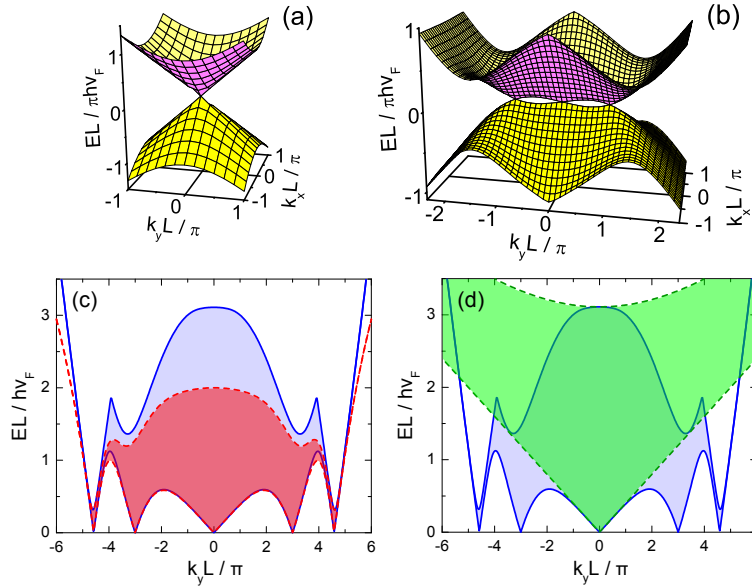 (a)
EL / πhv_F
1
0
-1
-1
0
1
k_yL / π
1
0
-1
k_xL / π
(b)
EL / πhv_F
1
0
-1
-2
-1
0
1
2
k_yL / π
1
0
-1
k_xL / π
(c)
EL / hv_F
3
2
1
0
-6 -4 -2 0 2 4 6
k_yL / π
(d)
EL / hv_F
3
2
1
0
-6 -4 -2 0 2 4
k_yL / π